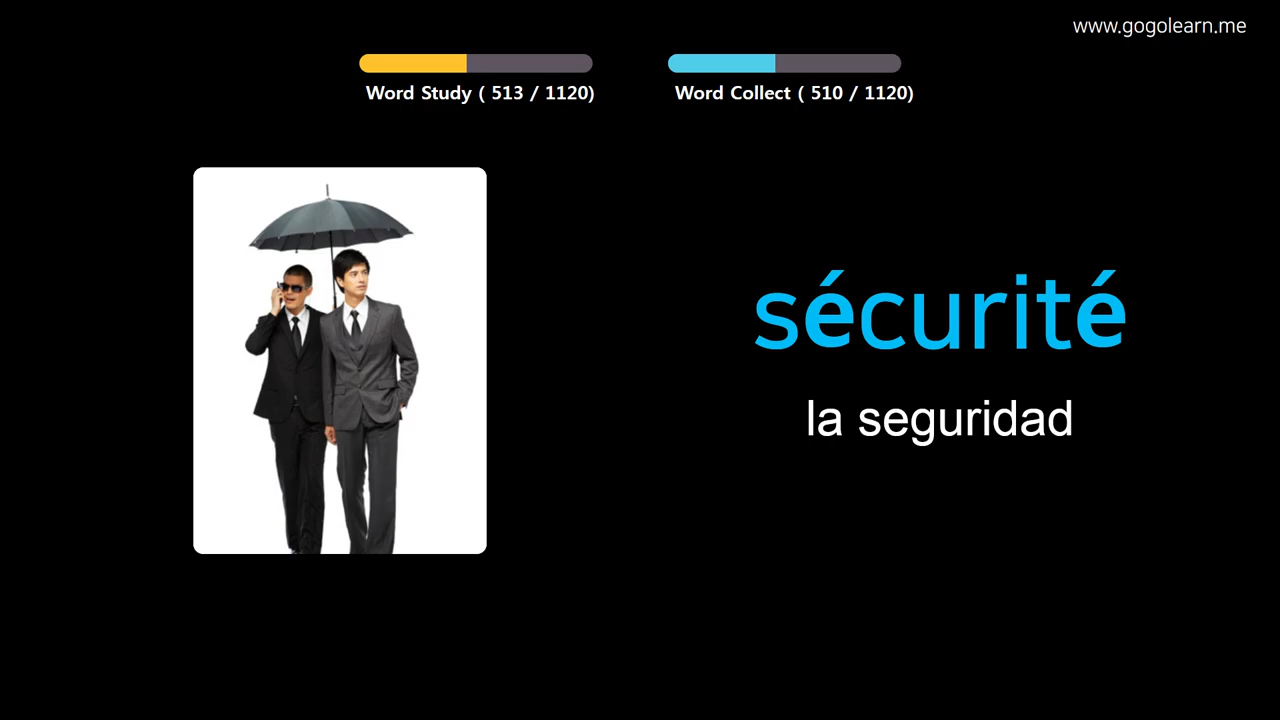 www.gogolearn.me
Word Study ( 513 / 1120)
Word Collect ( 510 / 1120)
sécurité
la seguridad